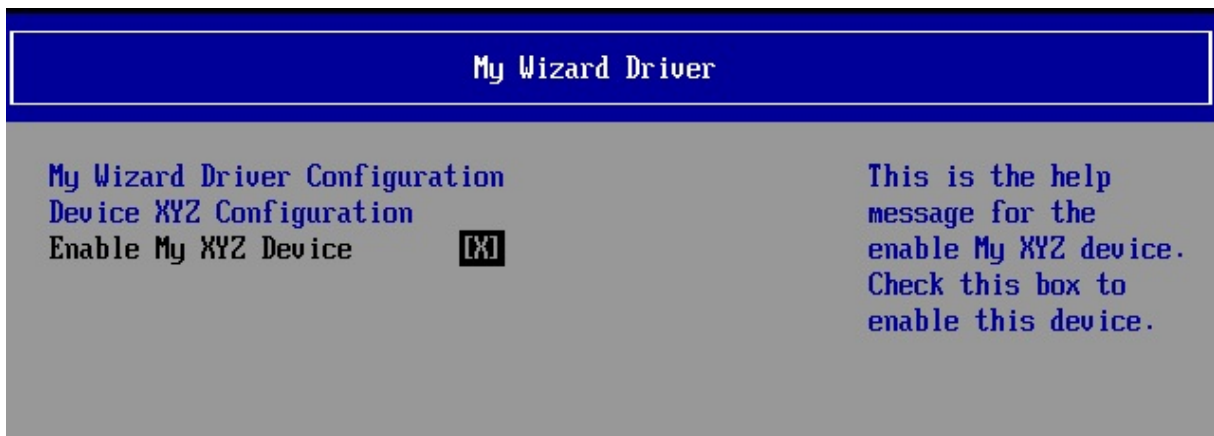 My Wizard Driver
My Wizard Driver Configuration
Device XYZ Configuration
Enable My XYZ Device [X]
This is the help
message for the
enable My XYZ device.
Check this box to
enable this device.